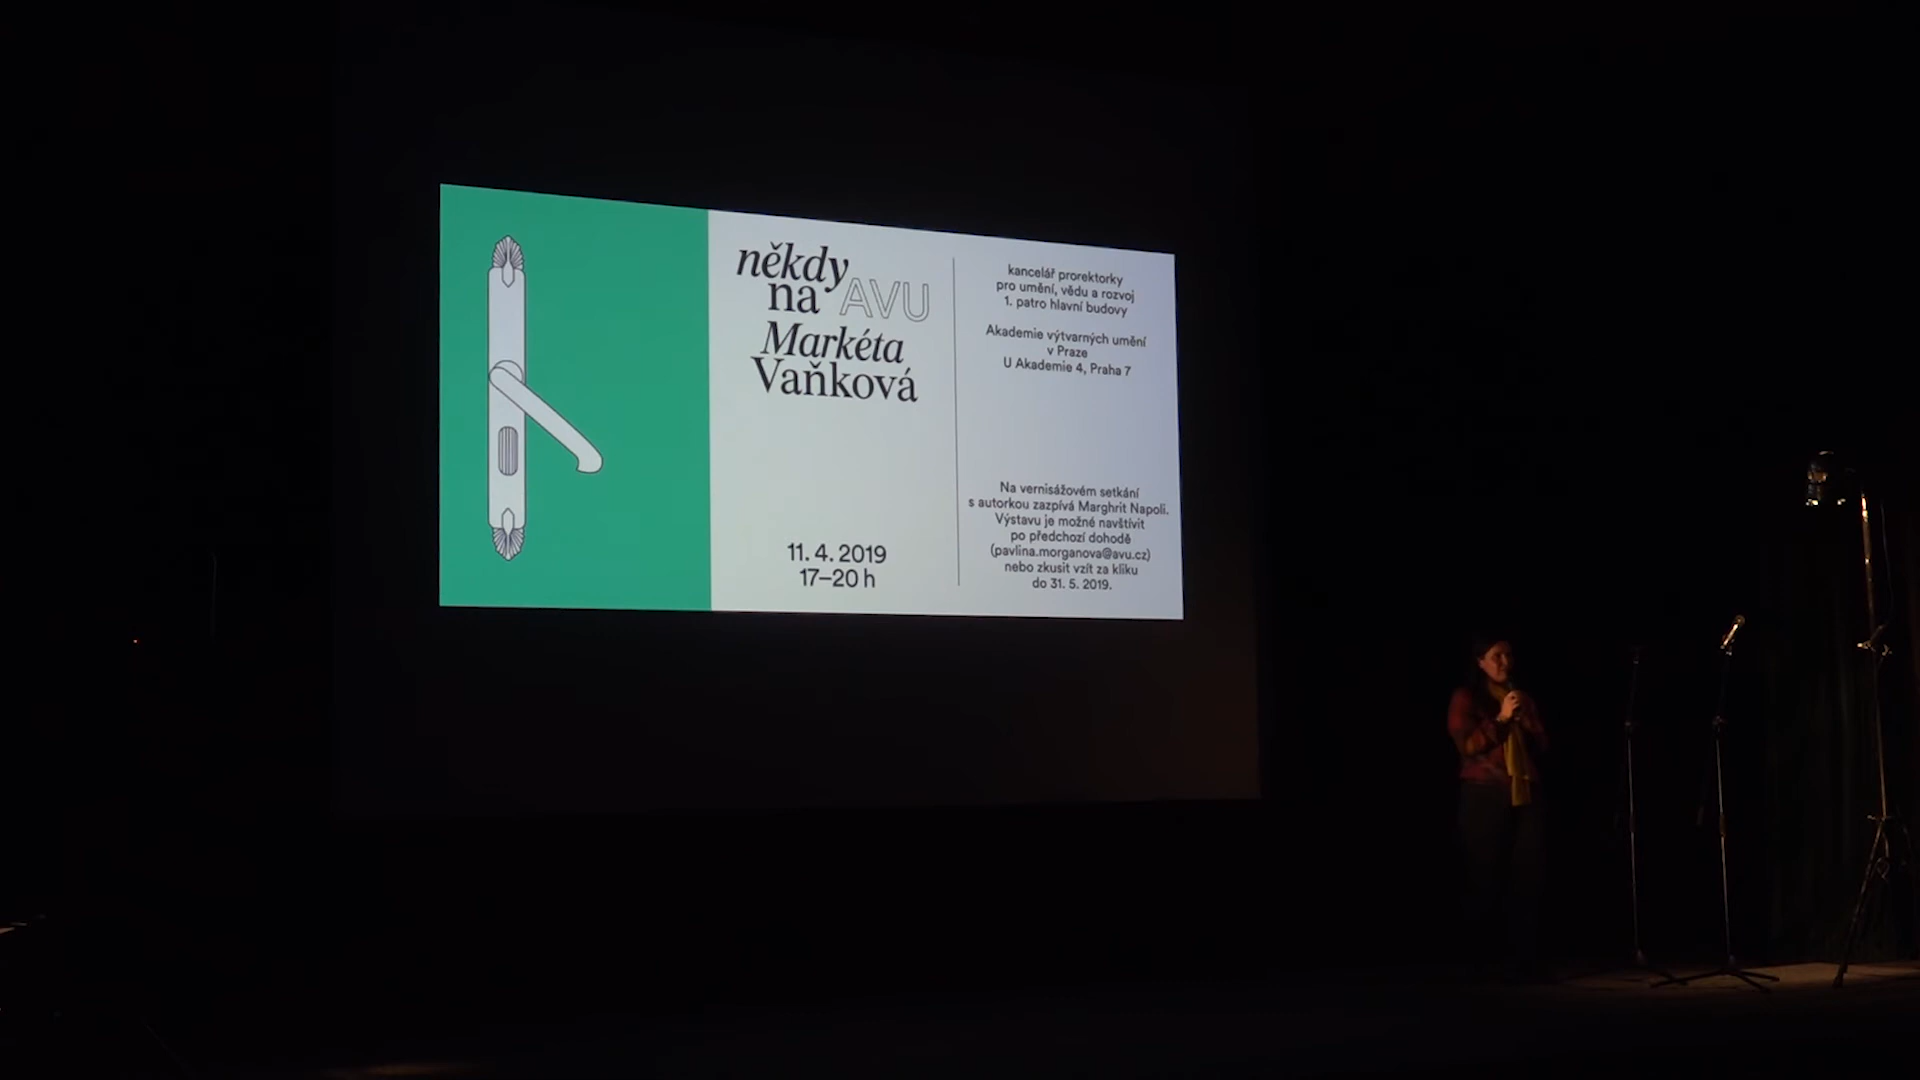 někdy
na AVU
Markéta
Vaňková
11. 4. 2019
17–20 h
kancelář prorektorky
pro umění, vědu a rozvoj
1. patro hlavní budovy
Akademie výtvarných umění
v Praze
U Akademie 4, Praha 7
Na vernisážovém setkání
s autorkou zazpívá Marghrit Napoli.
Výstavu je možné navštívit
po předchozí dohodě
(pavlina.morganova@avu.cz)
nebo zkusit vzít za kliku
do 31. 5. 2019.